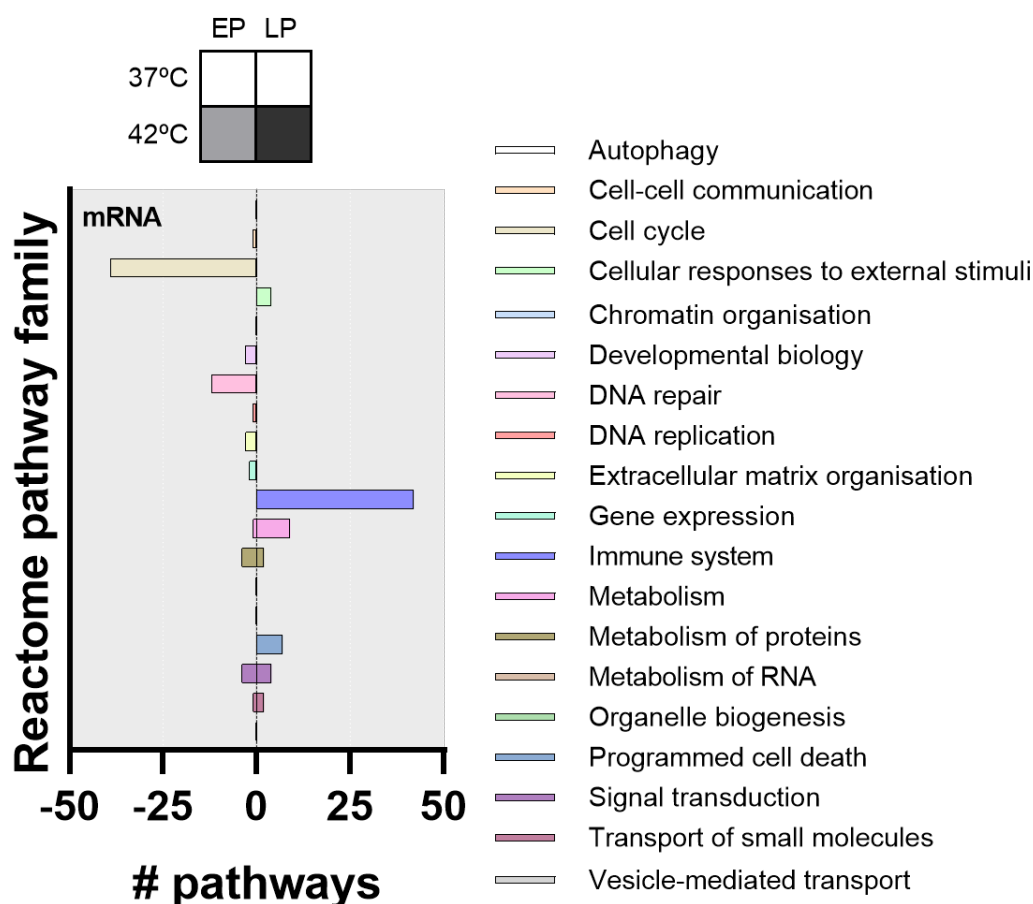 EP LP
37ºC
42ºC
mRNA
Reactome pathway family
-50 -25 0 25 50
# pathways
Autophagy
Cell-cell communication
Cell cycle
Cellular responses to external stimuli
Chromatin organisation
Developmental biology
DNA repair
DNA replication
Extracellular matrix organisation
Gene expression
Immune system
Metabolism
Metabolism of proteins
Metabolism of RNA
Organelle biogenesis
Programmed cell death
Signal transduction
Transport of small molecules
Vesicle-mediated transport